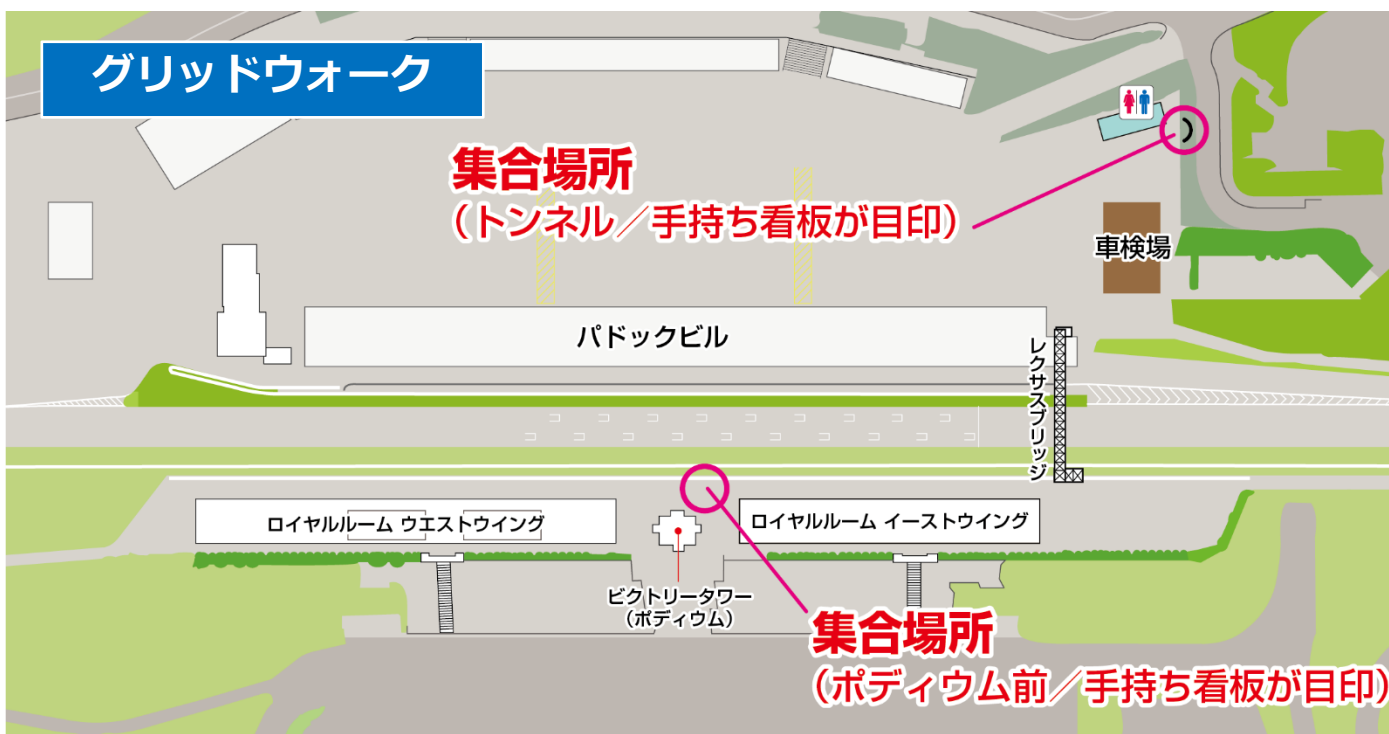 グリッドウォーク
集合場所
（トンネル／手持ち看板が目印）
車検場
パドックビル
レクサスブリッジ
ロイヤルルーム ウエストウイング
ロイヤルルーム イーストウイング
ビクトリータワー
（ポディウム）
集合場所
（ポディウム前／手持ち看板が目印）